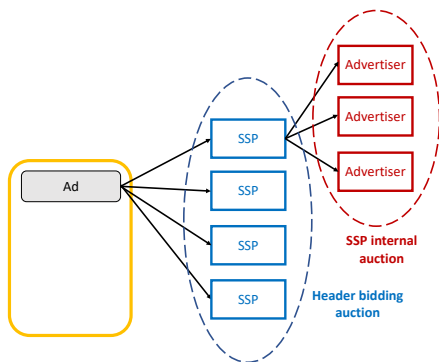 Advertiser
Advertiser
Advertiser
SSP
SSP
SSP
SSP
Ad
SSP internal
auction
Header bidding
auction